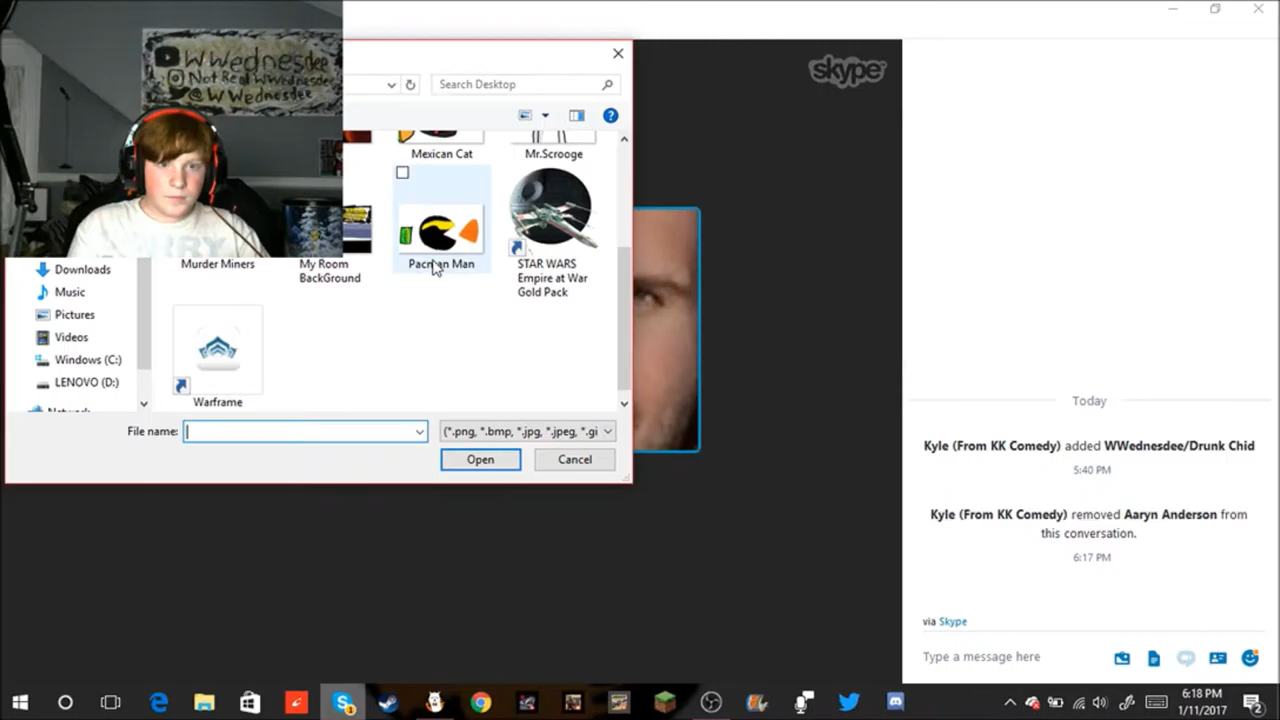 WWednesdee
Not Real WWednesdee
@WWednesdee
skype
Search Desktop
Mexican Cat
Mr.Scrooge
Murder Miners
My Room
BackGround
Pacman Man
STAR WARS
Empire at War
Gold Pack
Downloads
Music
Pictures
Videos
Windows (C:)
LENOVO (D:)
Warframe
File name:
(*.png, *.bmp, *.jpg, *.jpeg, *.gi
Open
Cancel
Today
Kyle (From KK Comedy) added WWednesdee/Drunk Chid
5:40 PM
Kyle (From KK Comedy) removed Aaryn Anderson from
this conversation.
6:17 PM
via Skype
Type a message here
6:18 PM
1/11/2017
2